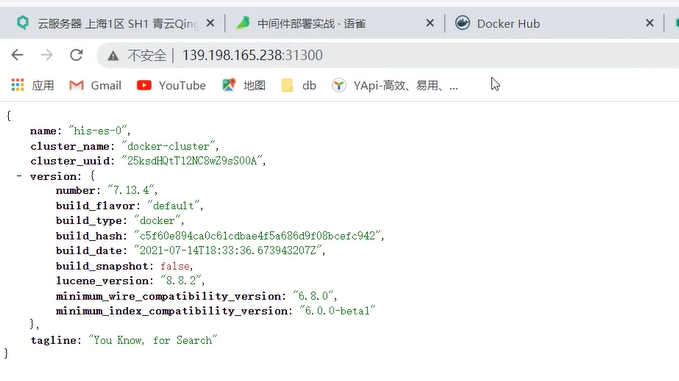 云服务器 上海1区 SH1 青云Qing
中间件部署实战 · 语雀
Docker Hub
不安全 | 139.198.165.238:31300
应用
Gmail
YouTube
地图
db
YApi-高效、易用、...
{
name: "his-es-0",
cluster_name: "docker-cluster",
cluster_uuid: "25ksdHQtT12NC8wZ9sS00A",
- version: {
number: "7.13.4",
build_flavor: "default",
build_type: "docker",
build_hash: "c5f60e894ca0c61cdbae4f5a686d9f08bcefc942",
build_date: "2021-07-14T18:33:36.673943207Z",
build_snapshot: false,
lucene_version: "8.8.2",
minimum_wire_compatibility_version: "6.8.0",
minimum_index_compatibility_version: "6.0.0-beta1"
},
tagline: "You Know, for Search"
}